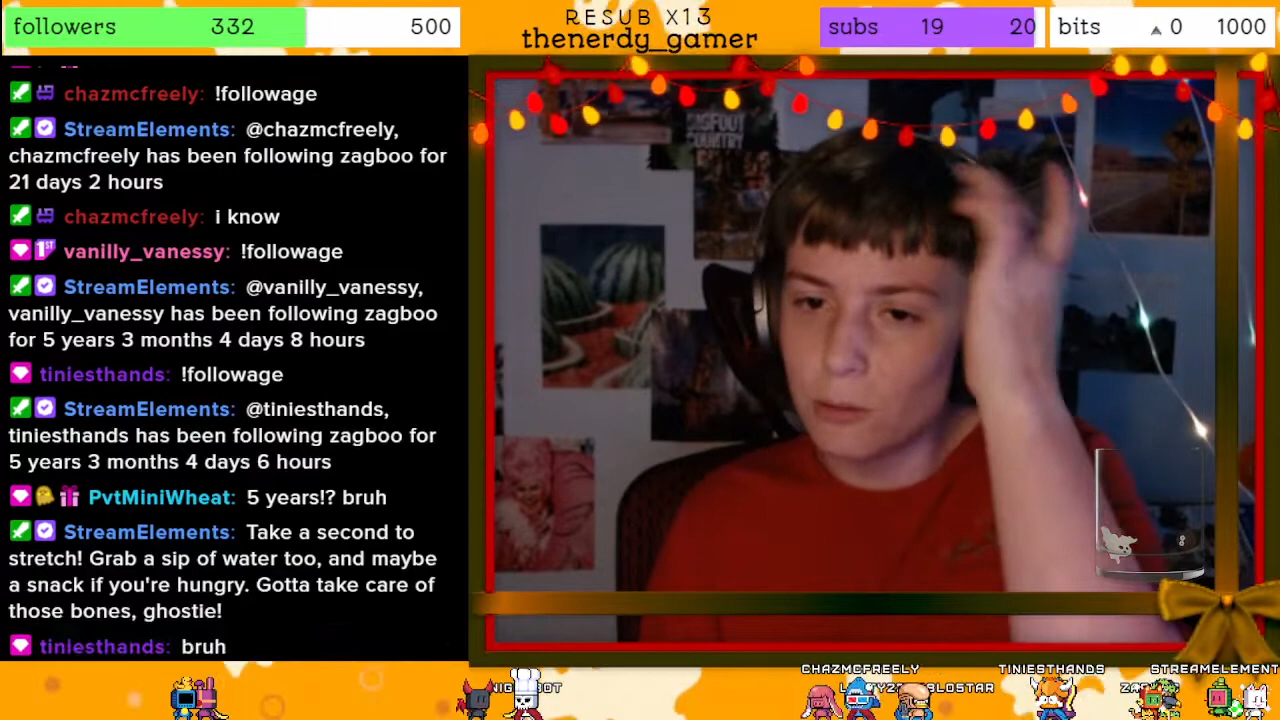 followers 332 500
RESUB X13
thenerdy_gamer
subs 19 20
bits 0 1000
chazmcfreely: !followage
StreamElements: @chazmcfreely,
chazmcfreely has been following zagboo for
21 days 2 hours
chazmcfreely: i know
vanilly_vanessy: !followage
StreamElements: @vanilly_vanessy,
vanilly_vanessy has been following zagboo
for 5 years 3 months 4 days 8 hours
tiniesthands: !followage
StreamElements: @tiniesthands,
tiniesthands has been following zagboo for
5 years 3 months 4 days 6 hours
PvtMiniWheat: 5 years!? bruh
StreamElements: Take a second to
stretch! Grab a sip of water too, and maybe
a snack if you're hungry. Gotta take care of
those bones, ghostie!
tiniesthands: bruh
BIGFOOT
COUNTRY
CHAZMCFREELY
TINIESTHANDS
STREAMELEMENT